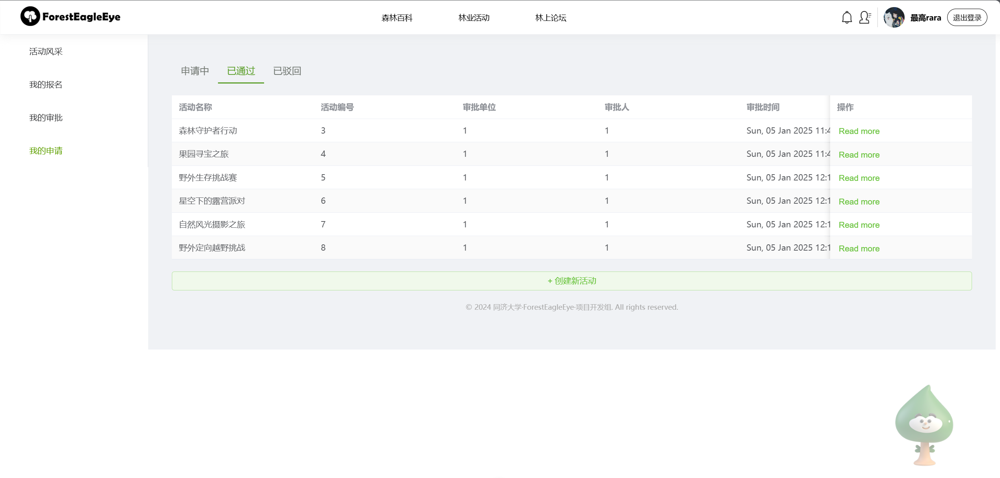 ForestEagleEye 森林百科 林业活动 林上论坛 最高rara 退出登录
活动风采
我的报名
我的审批
我的申请
申请中 已通过 已驳回
活动名称 活动编号 审批单位 审批人 审批时间 操作
森林守护者行动 3 1 1 Sun, 05 Jan 2025 11:4 Read more
果园寻宝之旅 4 1 1 Sun, 05 Jan 2025 11:4 Read more
野外生存挑战赛 5 1 1 Sun, 05 Jan 2025 12:1 Read more
星空下的露营派对 6 1 1 Sun, 05 Jan 2025 12:1 Read more
自然风光摄影之旅 7 1 1 Sun, 05 Jan 2025 12:1 Read more
野外定向越野挑战 8 1 1 Sun, 05 Jan 2025 12:1 Read more
+ 创建新活动
© 2024 同济大学·ForestEagleEye·项目开发组. All rights reserved.